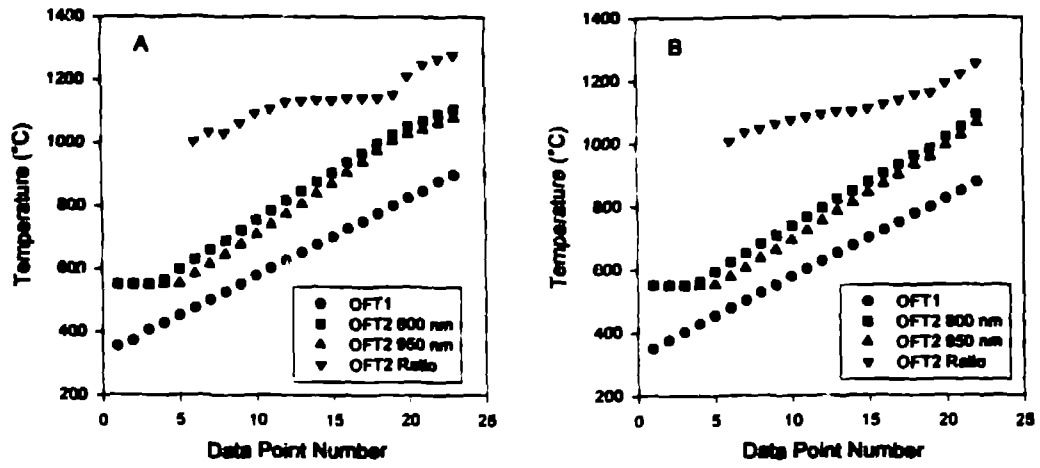 A
Temperature (°C)
1400
1200
1000
800
600
400
200
0
5
10
15
20
25
Data Point Number
OFT1
OFT2 800 nm
OFT2 950 nm
OFT2 Ratio
B
Temperature (°C)
1400
1200
1000
800
600
400
200
0
5
10
15
20
25
Data Point Number
OFT1
OFT2 800 nm
OFT2 950 nm
OFT2 Ratio